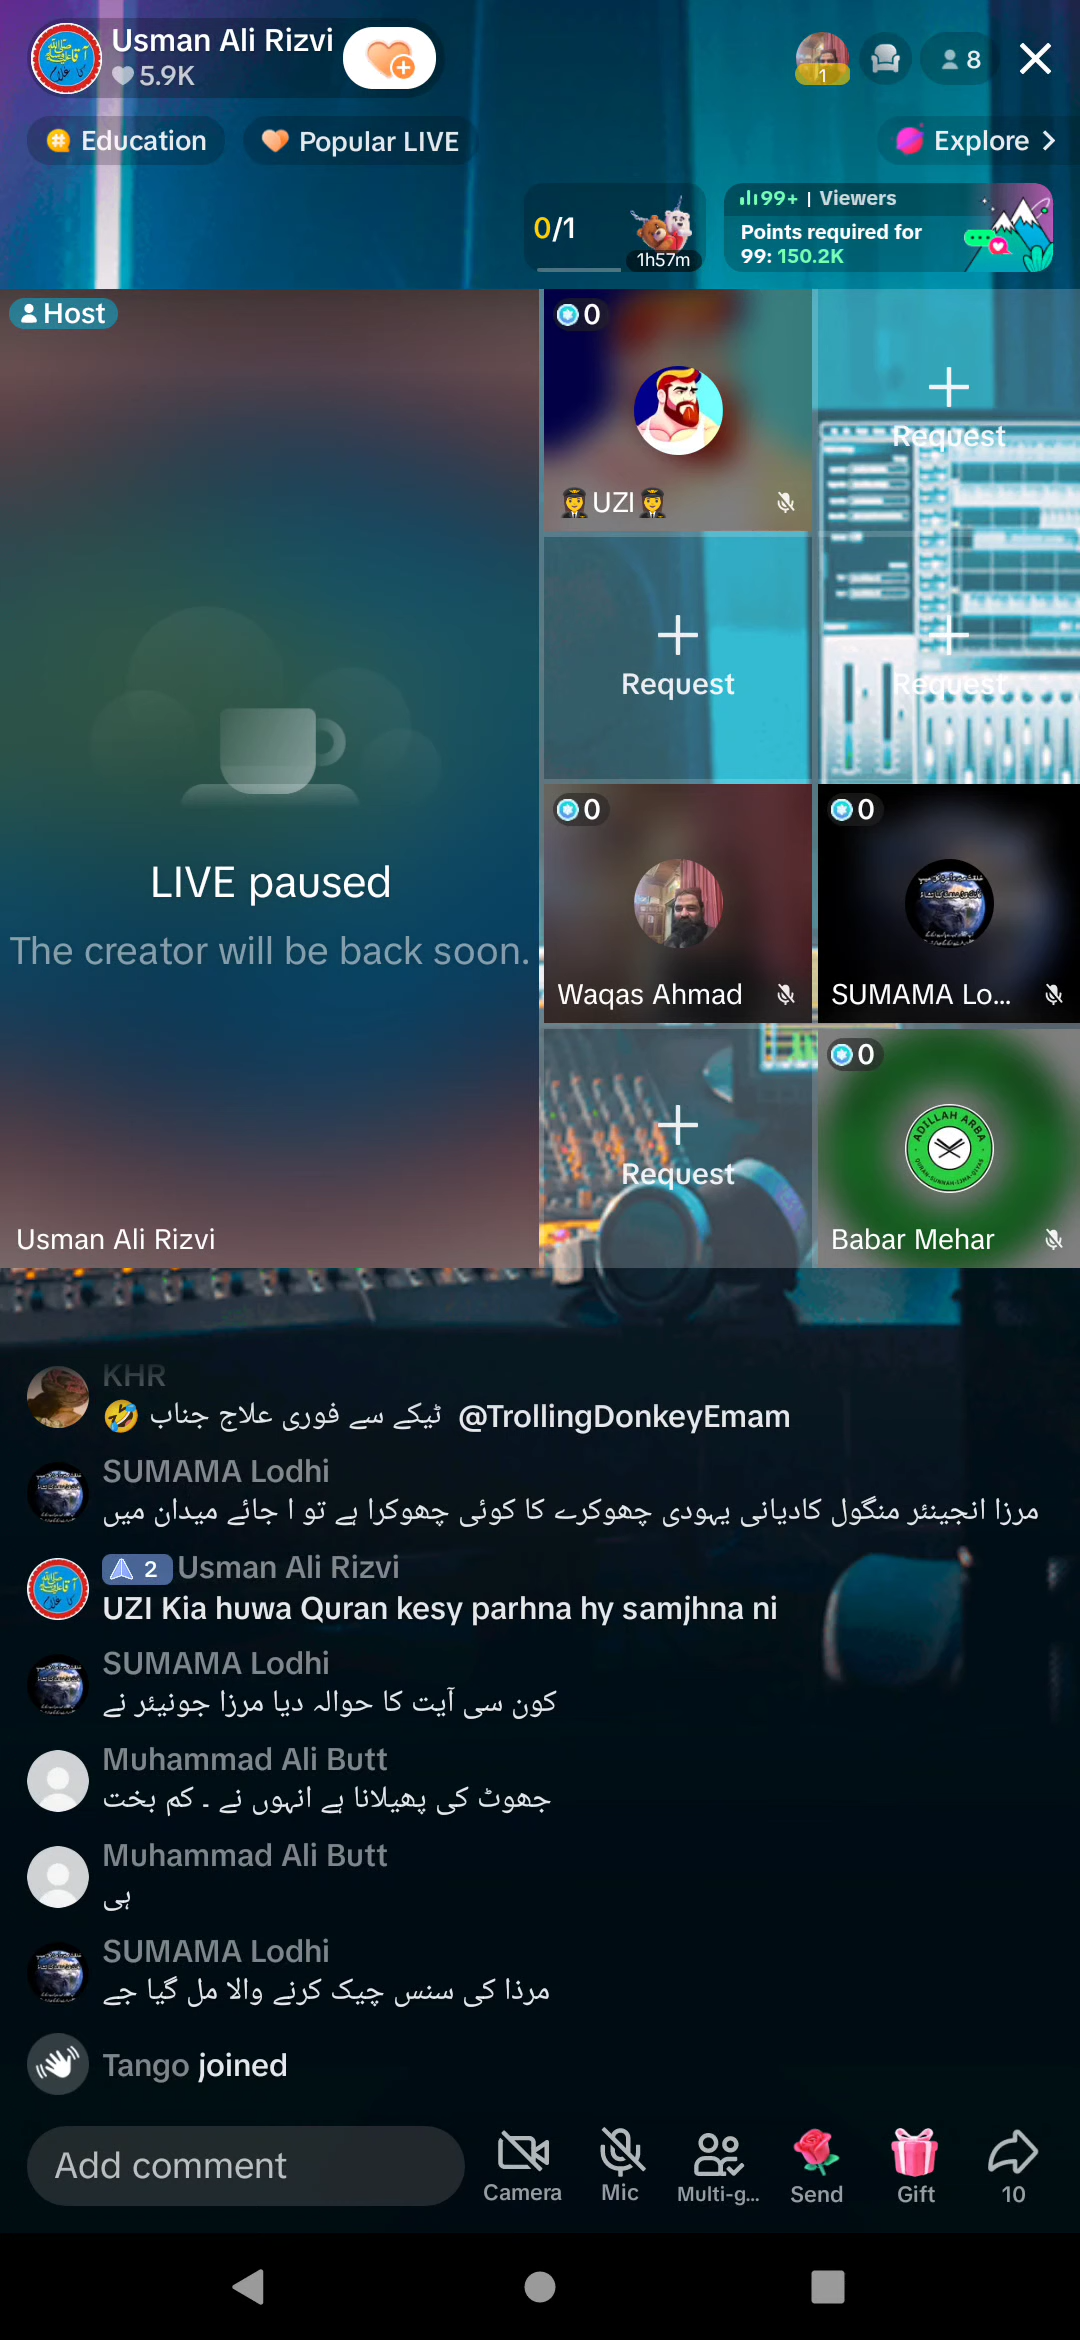 Usman Ali Rizvi
5.9K
1
8
Education
Popular LIVE
Explore
0/1
1h57m
99+ | Viewers
Points required for
99: 150.2K
Host
0
UZI
Request
Request
Request
LIVE paused
The creator will be back soon.
0
Waqas Ahmad
0
SUMAMA Lo...
Request
0
ADILLAH ARBA
Babar Mehar
Usman Ali Rizvi
KHR
@TrollingDonkeyEmam ٹیکے سے فوری علاج جناب 🤣
SUMAMA Lodhi
مرزا انجینئر منگول کادیانی یہودی چھوکرے کا کوئی چھوکرا ہے تو ا جائے میدان میں
2 Usman Ali Rizvi
UZI Kia huwa Quran kesy parhna hy samjhna ni
SUMAMA Lodhi
کون سی آیت کا حوالہ دیا مرزا جونیئر نے
Muhammad Ali Butt
جھوٹ کی پھیلانا ہے انہوں نے ۔ کم بخت
Muhammad Ali Butt
ہی
SUMAMA Lodhi
مرذا کی سنس چیک کرنے والا مل گیا جے
Tango joined
Add comment
Camera
Mic
Multi-g...
Send
Gift
10